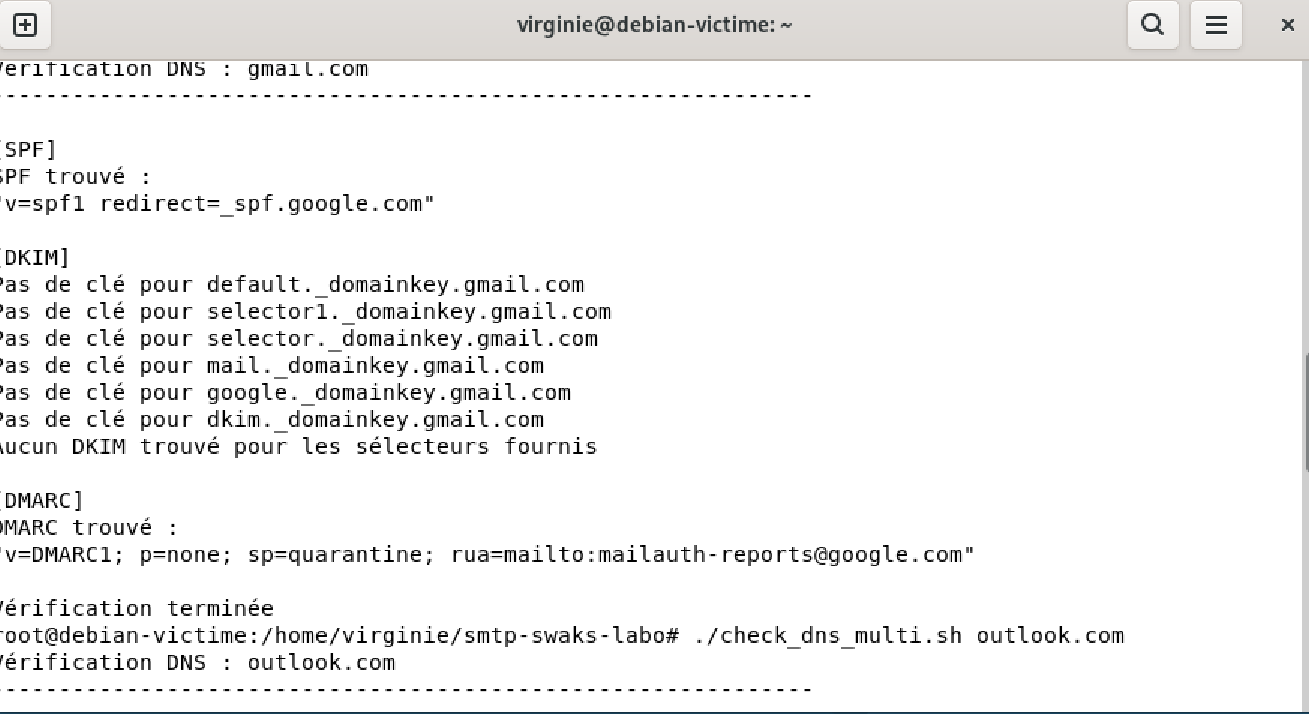 virginie@debian-victime: ~
Vérification DNS : gmail.com
------------------------------------------------------------
[SPF]
SPF trouvé :
"v=spf1 redirect=_spf.google.com"
[DKIM]
Pas de clé pour default._domainkey.gmail.com
Pas de clé pour selector1._domainkey.gmail.com
Pas de clé pour selector._domainkey.gmail.com
Pas de clé pour mail._domainkey.gmail.com
Pas de clé pour google._domainkey.gmail.com
Pas de clé pour dkim._domainkey.gmail.com
Aucun DKIM trouvé pour les sélecteurs fournis
[DMARC]
DMARC trouvé :
"v=DMARC1; p=none; sp=quarantine; rua=mailto:mailauth-reports@google.com"
Vérification terminée
root@debian-victime:/home/virginie/smtp-swaks-labo# ./check_dns_multi.sh outlook.com
Vérification DNS : outlook.com
------------------------------------------------------------